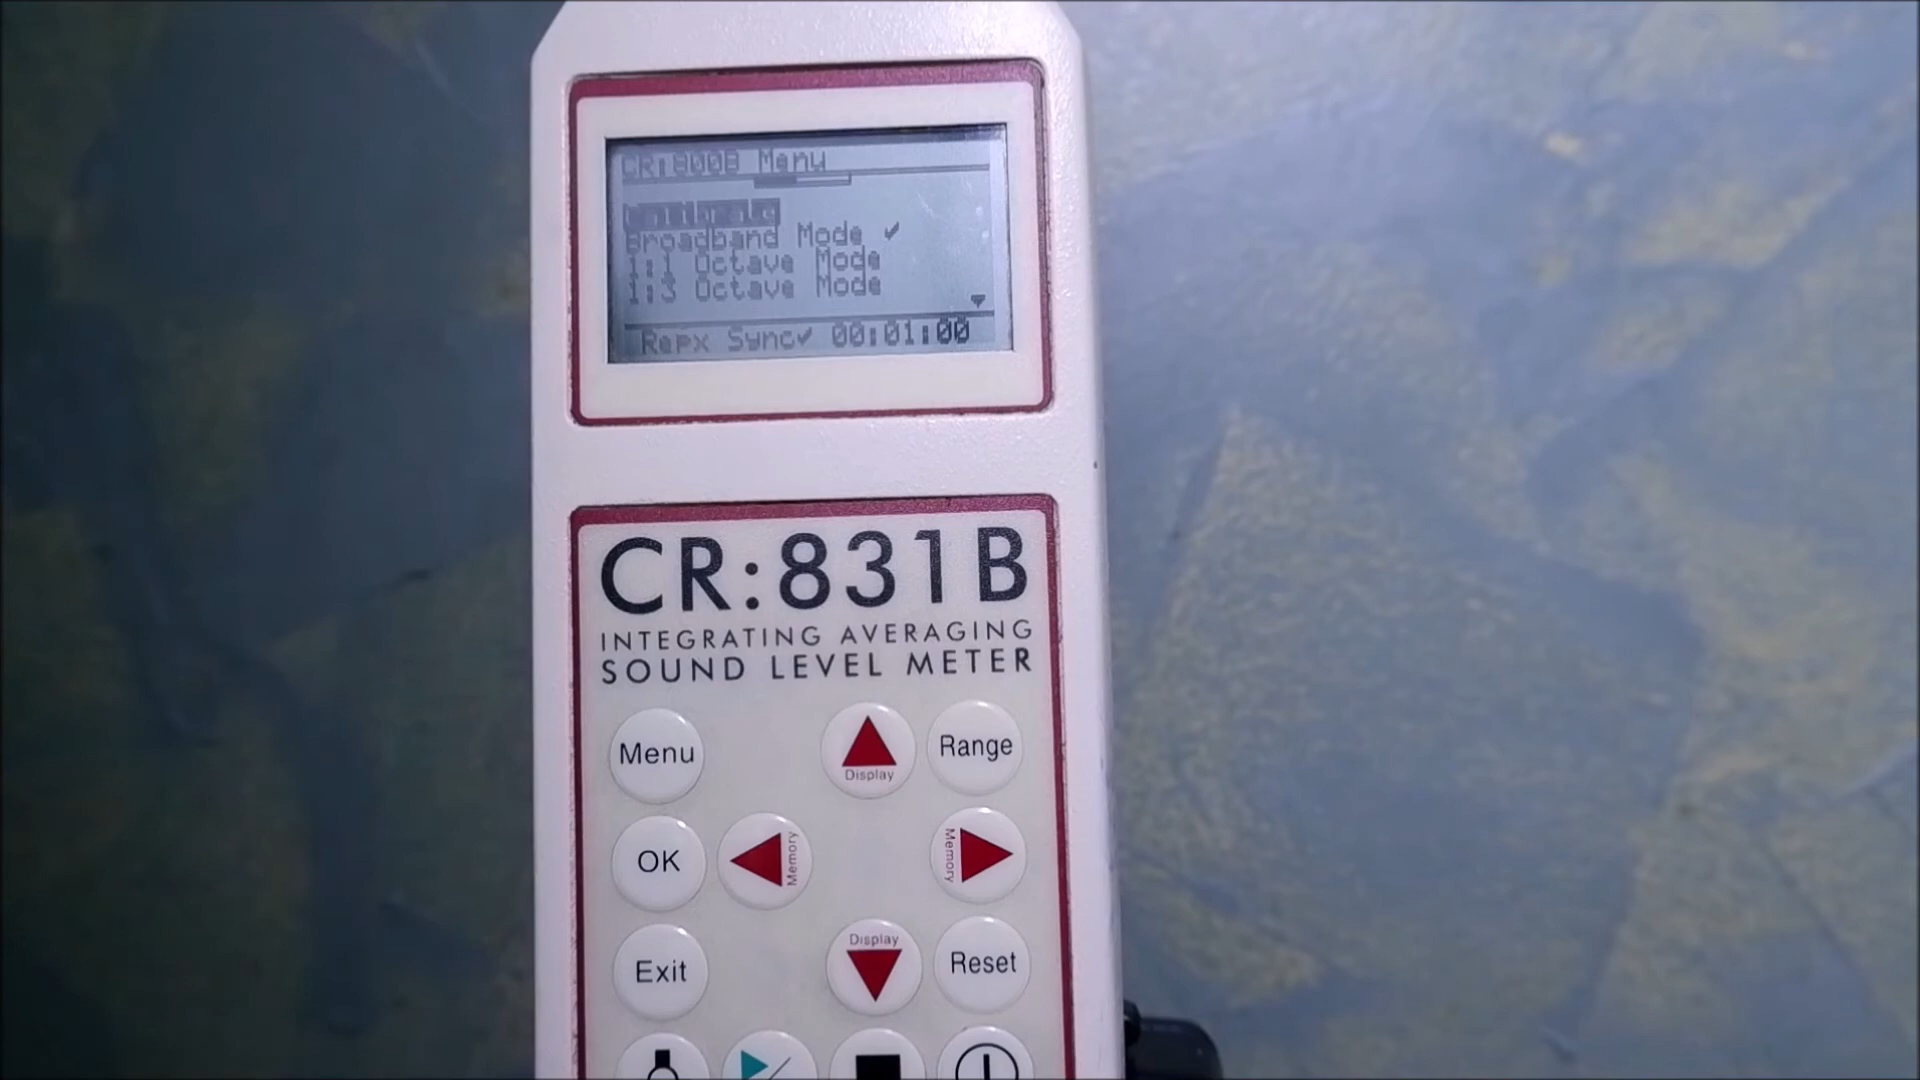 CR:800B Menu
Broadband Mode ✔
1:1 Octave Mode
1:3 Octave Mode
Repx Sync✔ 00:01:00
CR:831B
INTEGRATING AVERAGING
SOUND LEVEL METER
Menu
Display
Range
OK
Memory
Memory
Exit
Display
Reset